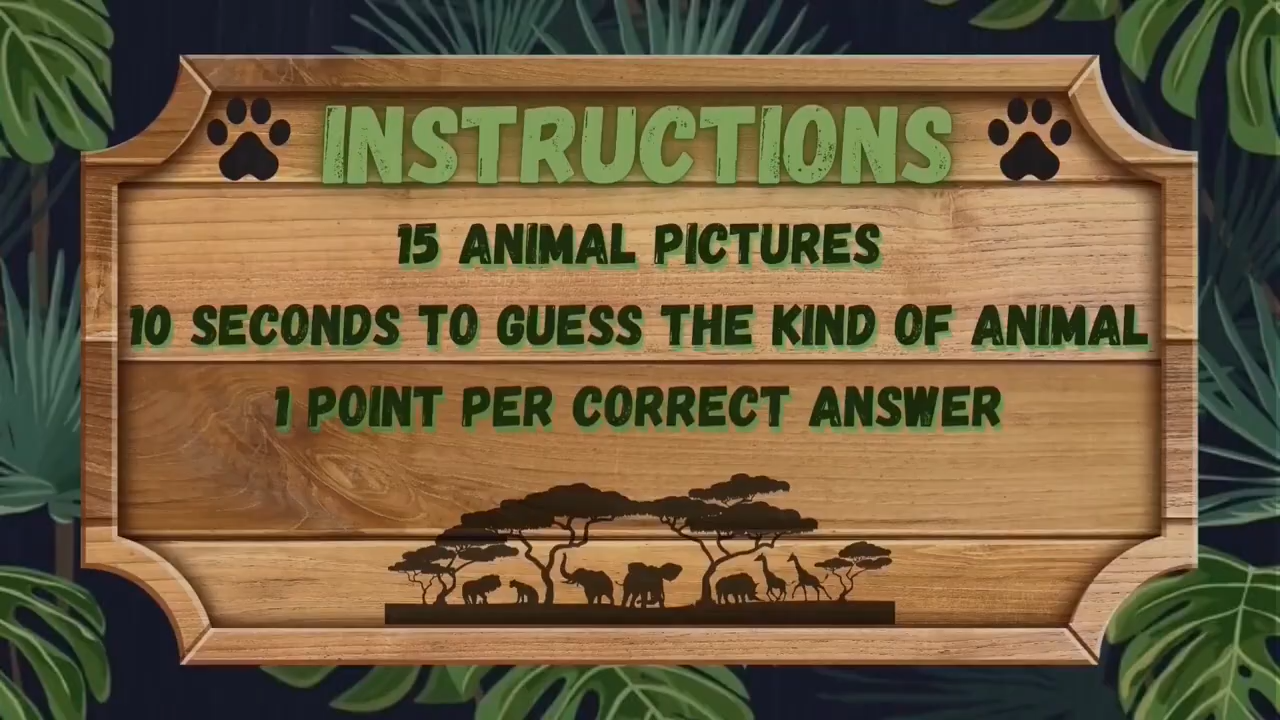 INSTRUCTIONS
15 ANIMAL PICTURES
10 SECONDS TO GUESS THE KIND OF ANIMAL
1 POINT PER CORRECT ANSWER